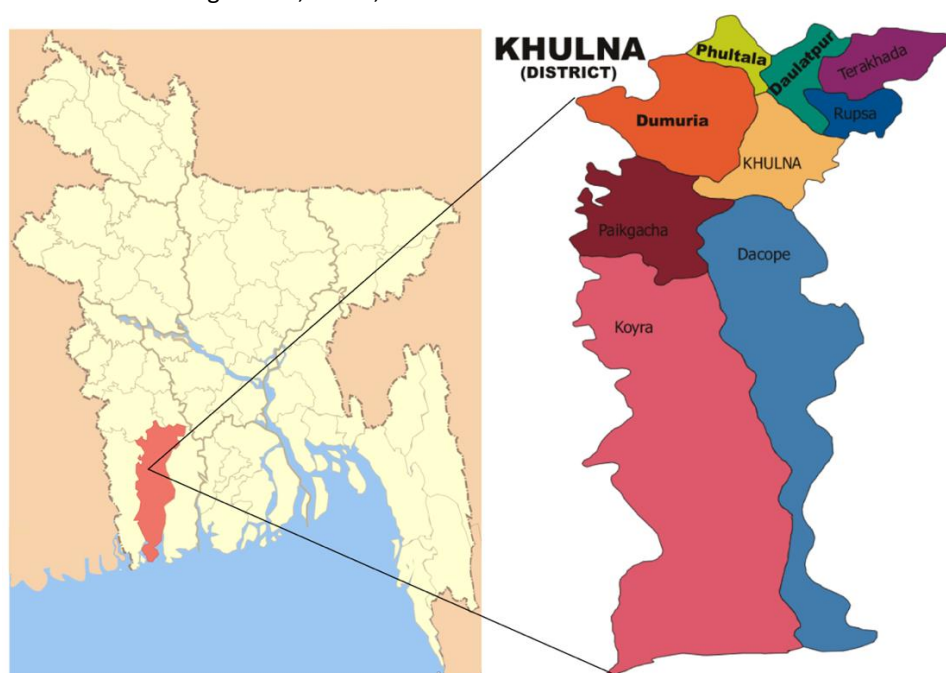 KHULNA
(DISTRICT)
Phultala
Daulatpur
Terakhada
Rupsa
Dumuria
KHULNA
Paikgacha
Dacope
Koyra